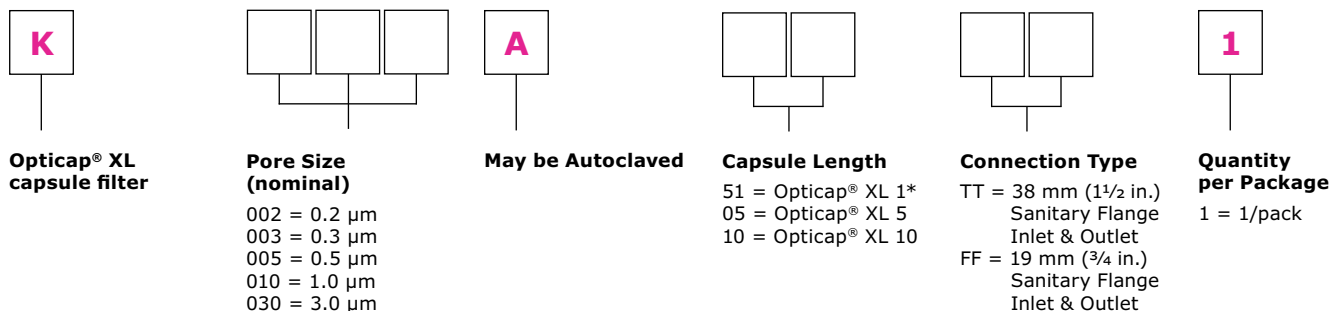 K
A
1
Opticap® XL
capsule filter
Pore Size
(nominal)
002 = 0.2 µm
003 = 0.3 µm
005 = 0.5 µm
010 = 1.0 µm
030 = 3.0 µm
May be Autoclaved
Capsule Length
51 = Opticap® XL 1*
05 = Opticap® XL 5
10 = Opticap® XL 10
Connection Type
TT = 38 mm (1½ in.)
Sanitary Flange
Inlet & Outlet
FF = 19 mm (¾ in.)
Sanitary Flange
Inlet & Outlet
Quantity
per Package
1 = 1/pack